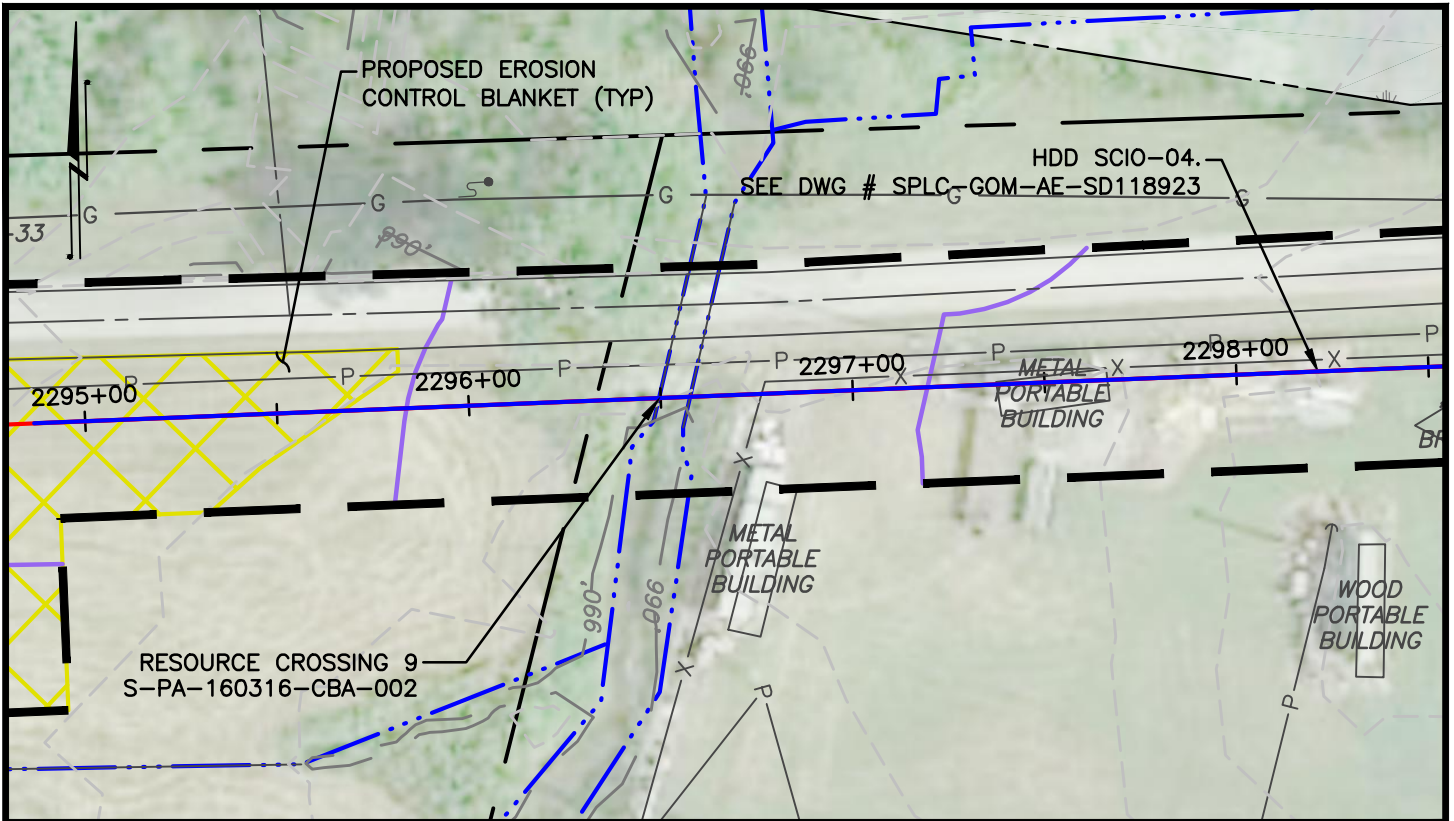 PROPOSED EROSION
CONTROL BLANKET (TYP)
990'
HDD SCIO-04.
SEE DWG # SPLC-GOM-AE-SD118923
G
G
G
G
G
-33
990'
P
P
P
P
P
P
P
2295+00
2296+00
2297+00
2298+00
X
X
X
METAL
PORTABLE
BUILDING
X
METAL
PORTABLE
BUILDING
990'
990'
WOOD
PORTABLE
BUILDING
RESOURCE CROSSING 9
S-PA-160316-CBA-002
X
P
P